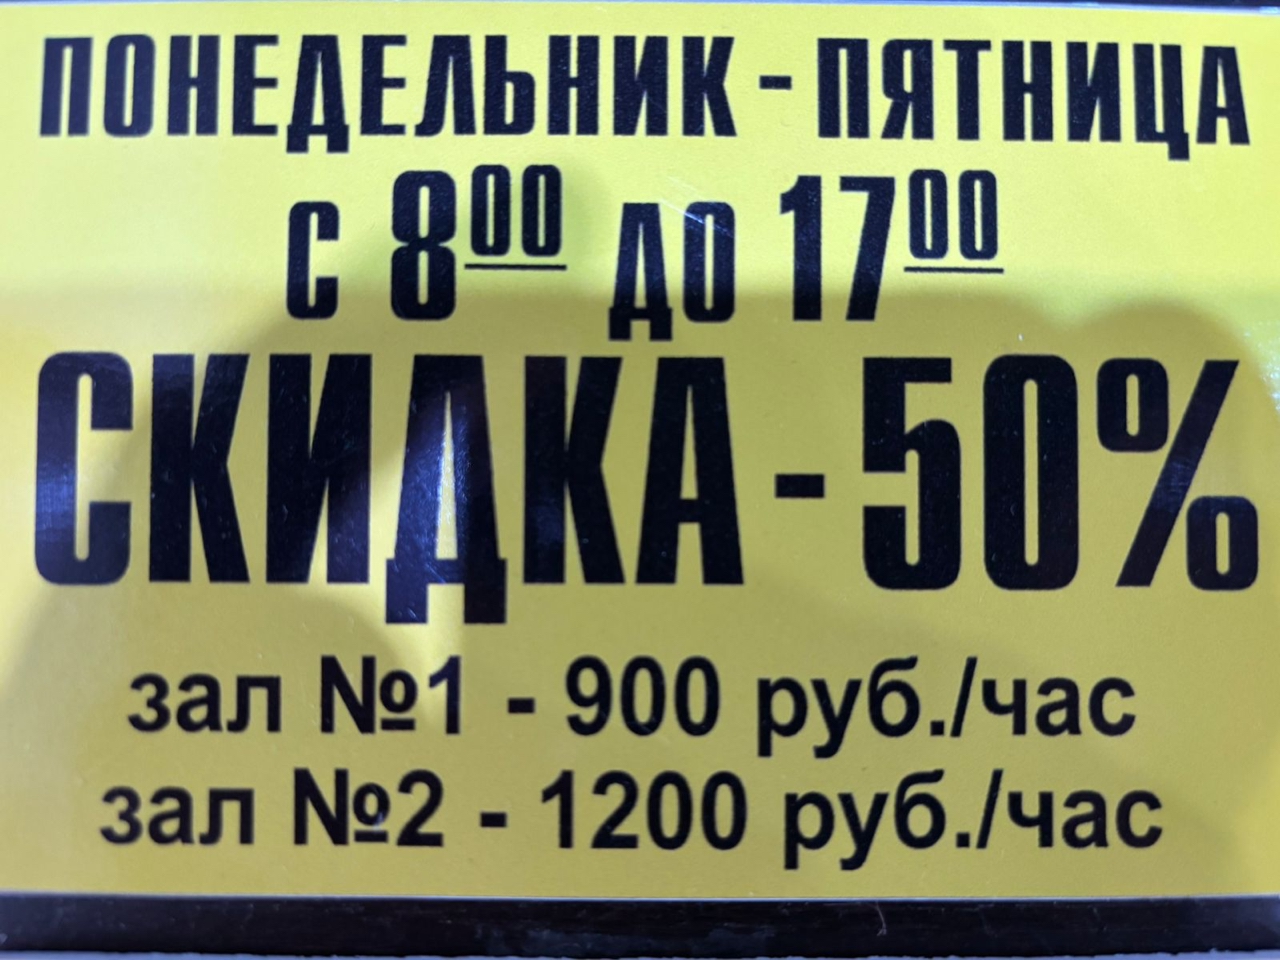 ПОНЕДЕЛЬНИК - ПЯТНИЦА
С 8⁰⁰ ДО 17⁰⁰
СКИДКА - 50%
зал №1 - 900 руб./час
зал №2 - 1200 руб./час